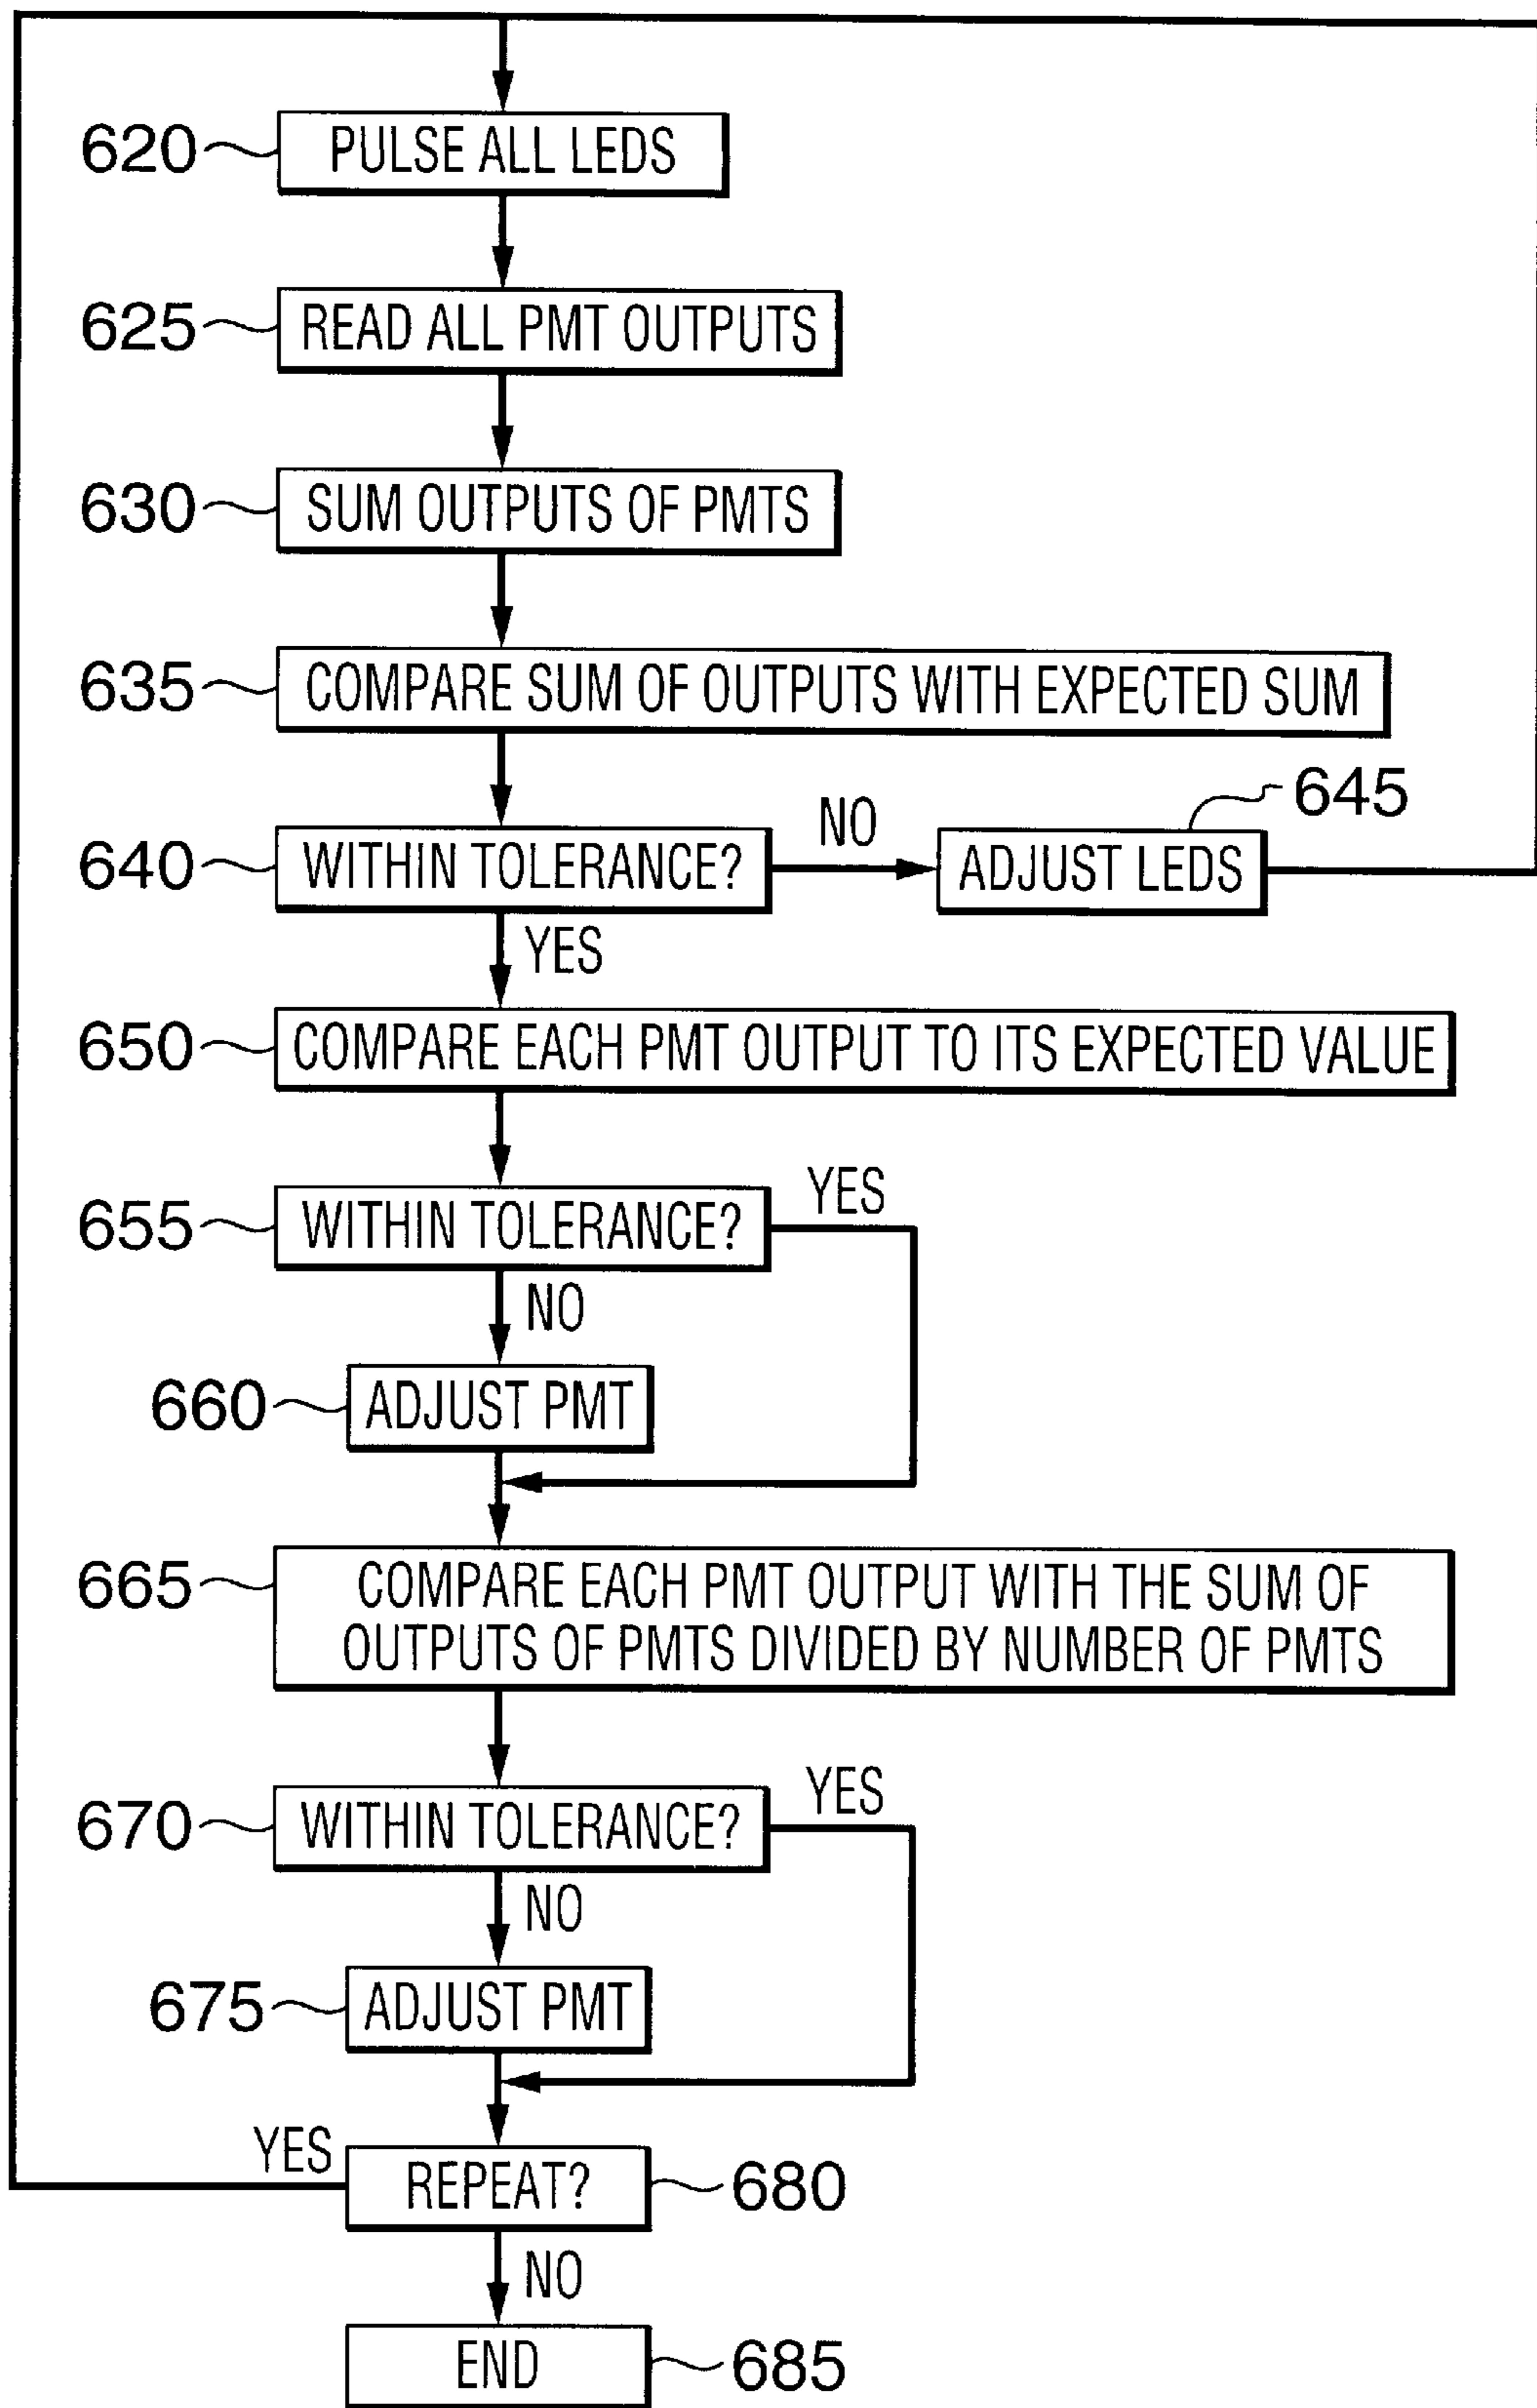 620
PULSE ALL LEDS
625
READ ALL PMT OUTPUTS
630
SUM OUTPUTS OF PMTS
635
COMPARE SUM OF OUTPUTS WITH EXPECTED SUM
640
WITHIN TOLERANCE?
NO
645
ADJUST LEDS
YES
650
COMPARE EACH PMT OUTPUT TO ITS EXPECTED VALUE
655
WITHIN TOLERANCE?
YES
NO
660
ADJUST PMT
665
COMPARE EACH PMT OUTPUT WITH THE SUM OF
OUTPUTS OF PMTS DIVIDED BY NUMBER OF PMTS
670
WITHIN TOLERANCE?
YES
NO
675
ADJUST PMT
YES
REPEAT?
680
NO
END
685